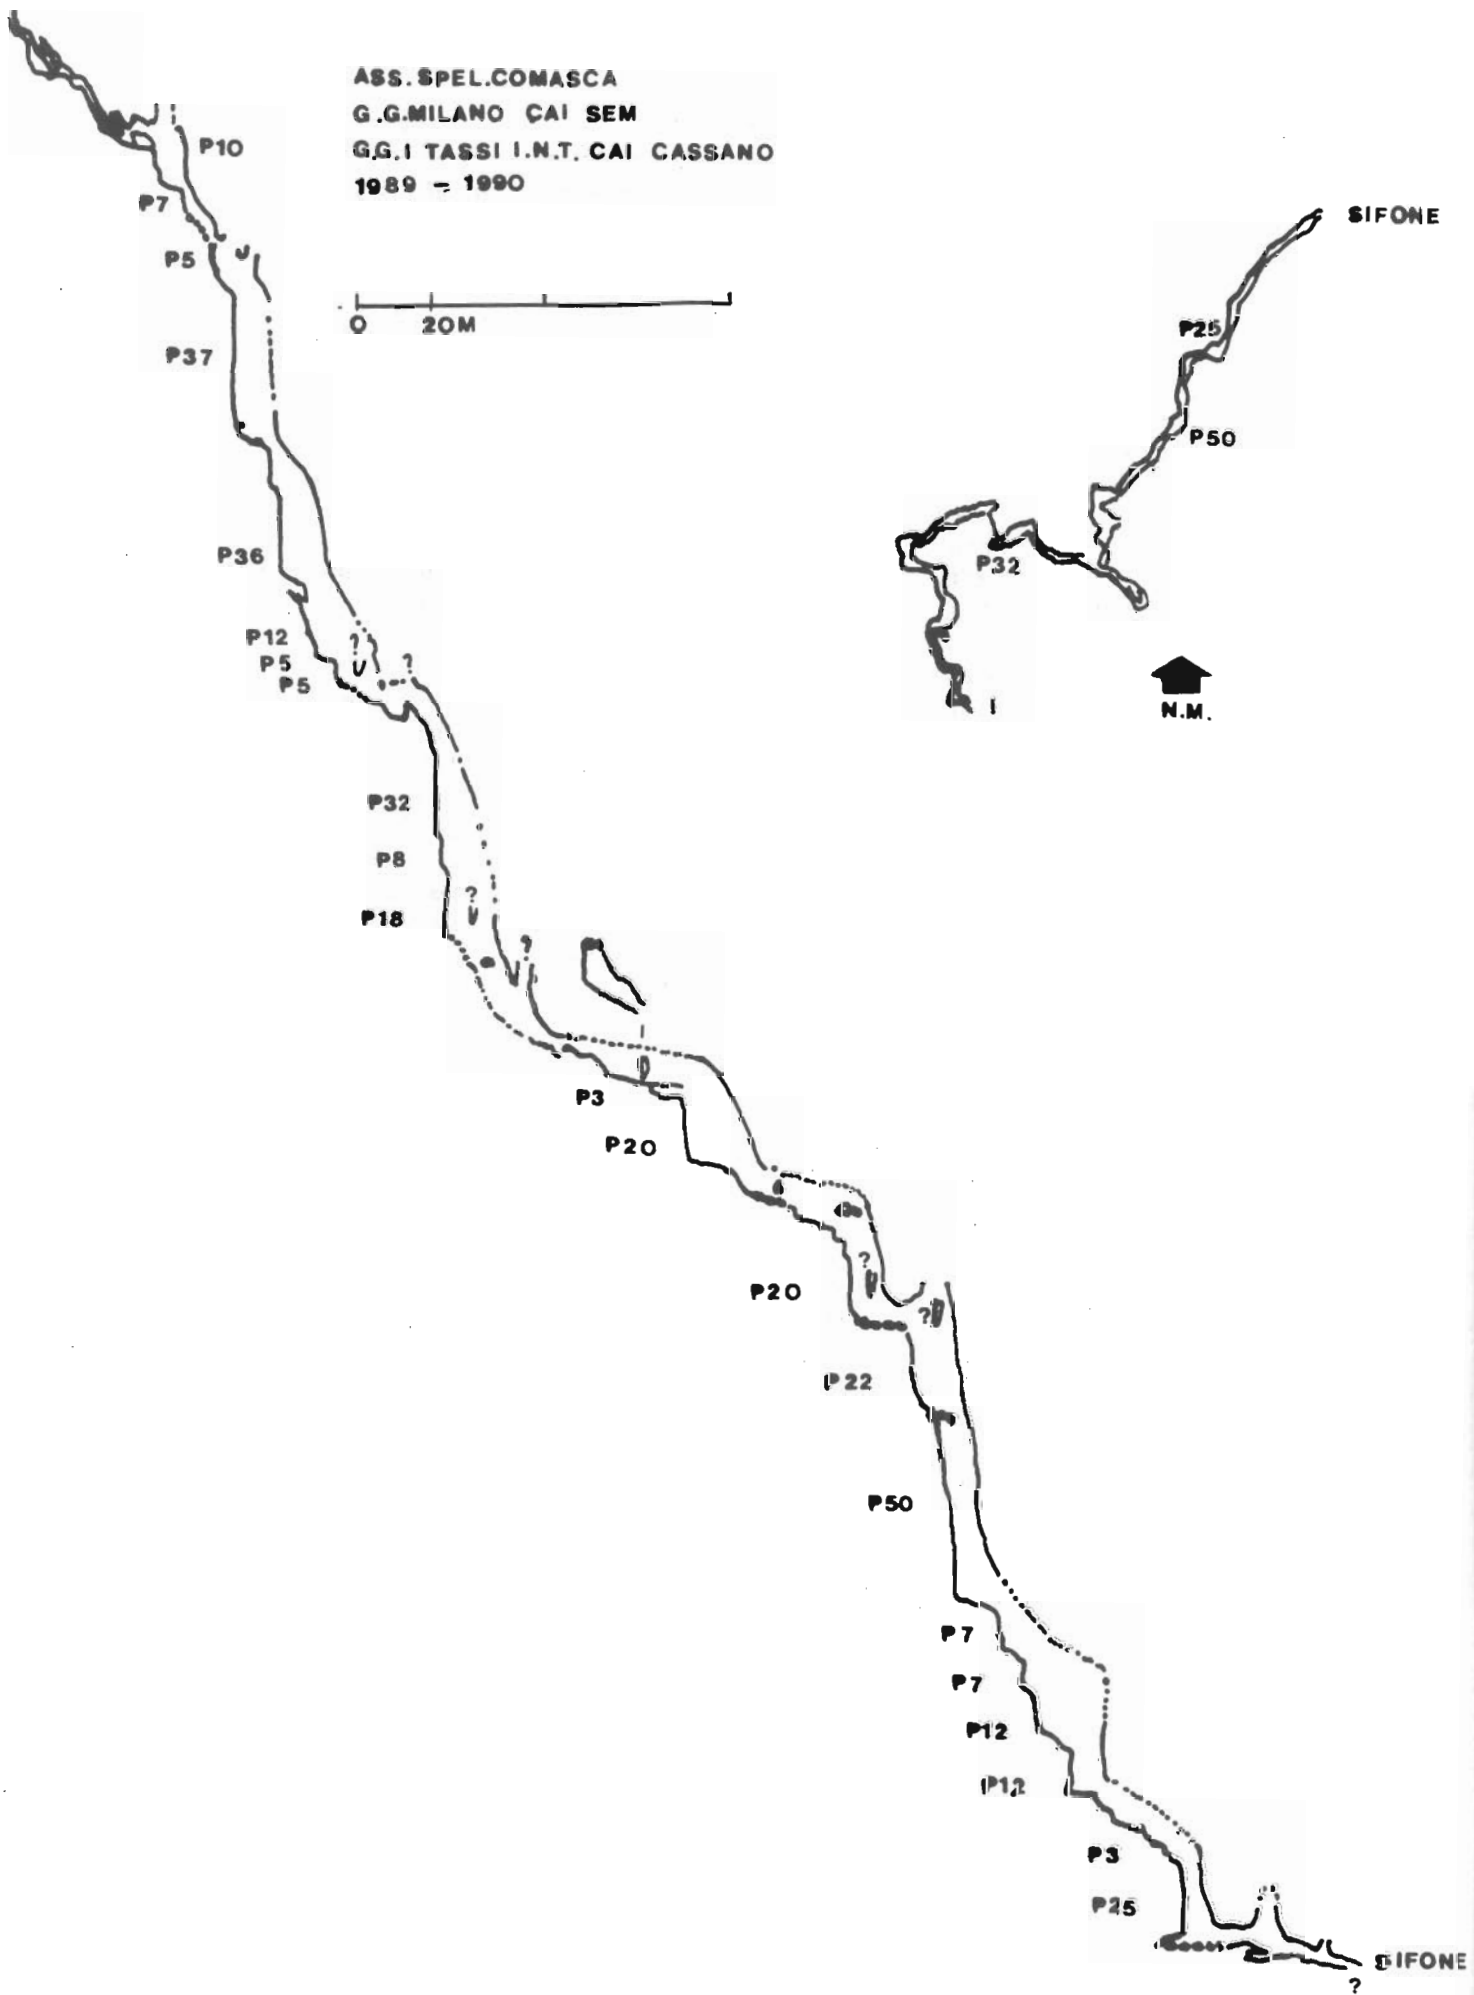 ASS. SPEL.COMASCA
G.G.MILANO CAI SEM
G.G. I TASSI I.N.T. CAI CASSANO
1989 - 1990
0 20M
P10
P7
P5
P37
P36
P12
?
P5
?
P5
P32
P8
?
P18
?
P3
P20
?
P20
?
P22
P50
P7
P7
P12
P12
P3
P25
SIFONE
?
SIFONE
P25
P50
P32
I
N.M.